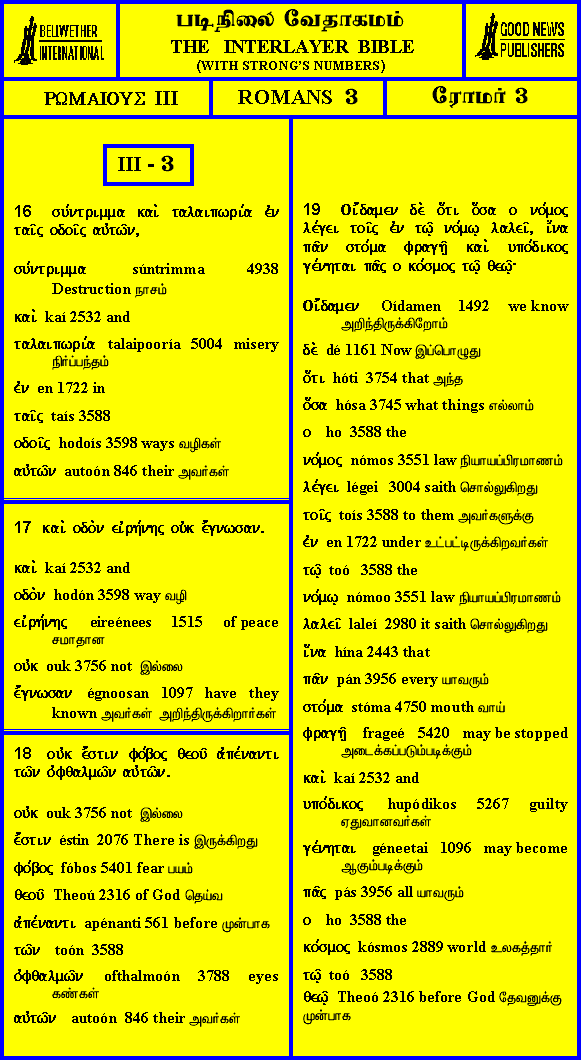 BELLWETHER
INTERNATIONAL
படிநிலை வேதாகமம்
THE INTERLAYER BIBLE
(WITH STRONG'S NUMBERS)
GOOD NEWS
PUBLISHERS
ΡΩΜΑΙΟΥΣ III
ROMANS 3
ரோமர் 3
III - 3
16 σύντριμμα καὶ ταλαιπωρία ἐν
ταῖς οδοῖς αὐτῶν,
σύντριμμα súntrimma 4938
Destruction நாசம்
καὶ kaí 2532 and
ταλαιπωρία talaipooría 5004 misery
நிர்ப்பந்தம்
ἐν en 1722 in
ταῖς taís 3588
οδοῖς hodoís 3598 ways வழிகள்
αὐτῶν autoón 846 their அவர்கள்
17 καὶ οδὸν εἰρήνης οὐκ ἔγνωσαν.
καὶ kaí 2532 and
οδὸν hodón 3598 way வழி
εἰρήνης eireénees 1515 of peace
சமாதான
οὐκ ouk 3756 not இல்லை
ἔγνωσαν égnoosan 1097 have they
known அவர்கள் அறிந்திருக்கிறார்கள்
18 οὐκ ἔστιν φόβος θεοῦ ἀπέναντι
τῶν ὀφθαλμῶν αὐτῶν.
οὐκ ouk 3756 not இல்லை
ἔστιν éstin 2076 There is இருக்கிறது
φόβος fóbos 5401 fear பயம்
θεοῦ Theoú 2316 of God தெய்வ
ἀπέναντι apénanti 561 before முன்பாக
τῶν toón 3588
ὀφθαλμῶν ofthalmoón 3788 eyes
கண்கள்
αὐτῶν autoón 846 their அவர்கள்
19 Οἴδαμεν δὲ ὅτι ὅσα ο νόμος
λέγει τοῖς ἐν τῷ νόμῳ λαλεῖ, ἵνα
πᾶν στόμα φραγῇ καὶ υπόδικος
γένηται πᾶς ο κόσμος τῷ θεῷ·
Οἴδαμεν Oídamen 1492 we know
அறிந்திருக்கிறோம்
δὲ dé 1161 Now இப்பொழுது
ὅτι hóti 3754 that அந்த
ὅσα hósa 3745 what things எல்லாம்
ο ho 3588 the
νόμος nómos 3551 law நியாயப்பிரமாணம்
λέγει légei 3004 saith சொல்லுகிறது
τοῖς toís 3588 to them அவர்களுக்கு
ἐν en 1722 under உட்பட்டிருக்கிறவர்கள்
τῷ toó 3588 the
νόμῳ nómoo 3551 law நியாயப்பிரமாணம்
λαλεῖ laleí 2980 it saith சொல்லுகிறது
ἵνα hína 2443 that
πᾶν pán 3956 every யாவரும்
στόμα stóma 4750 mouth வாய்
φραγῇ frageé 5420 may be stopped
அடைக்கப்படும்படிக்கும்
καὶ kaí 2532 and
υπόδικος hupódikos 5267 guilty
ஏதுவானவர்கள்
γένηται géneetai 1096 may become
ஆகும்படிக்கும்
πᾶς pás 3956 all யாவரும்
ο ho 3588 the
κόσμος kósmos 2889 world உலகத்தார்
τῷ toó 3588
θεῷ Theoó 2316 before God தேவனுக்கு
முன்பாக